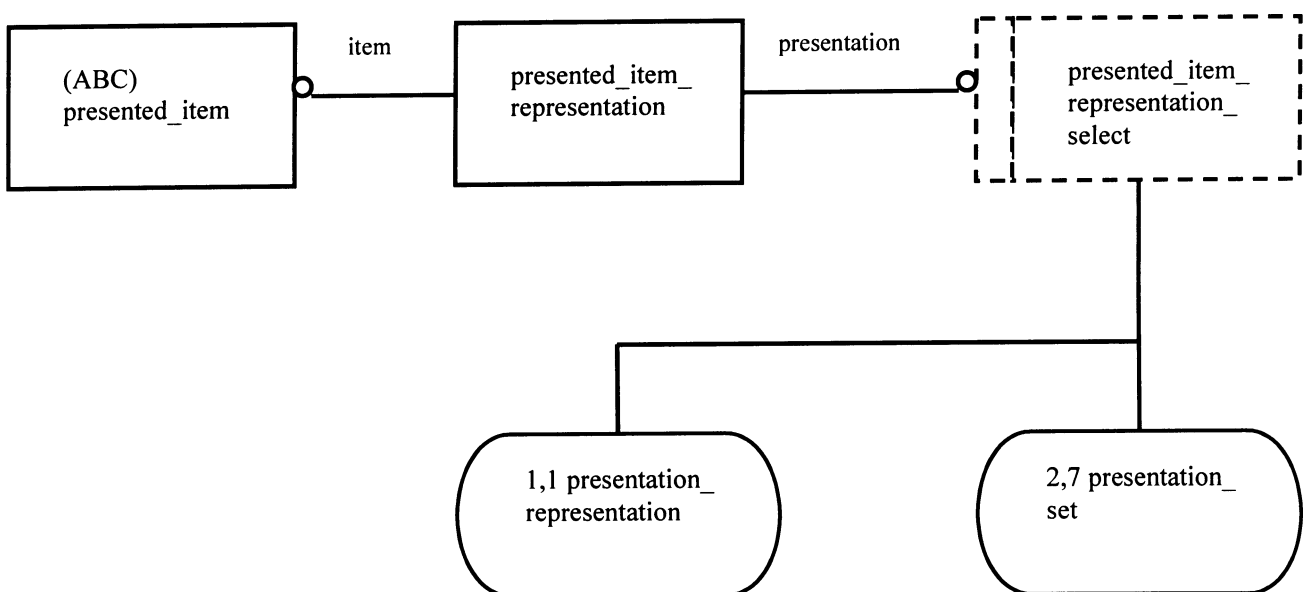 (ABC)
presented_item
item
presented_item_
representation
presentation
presented_item_
representation_
select
1,1 presentation_
representation
2,7 presentation_
set